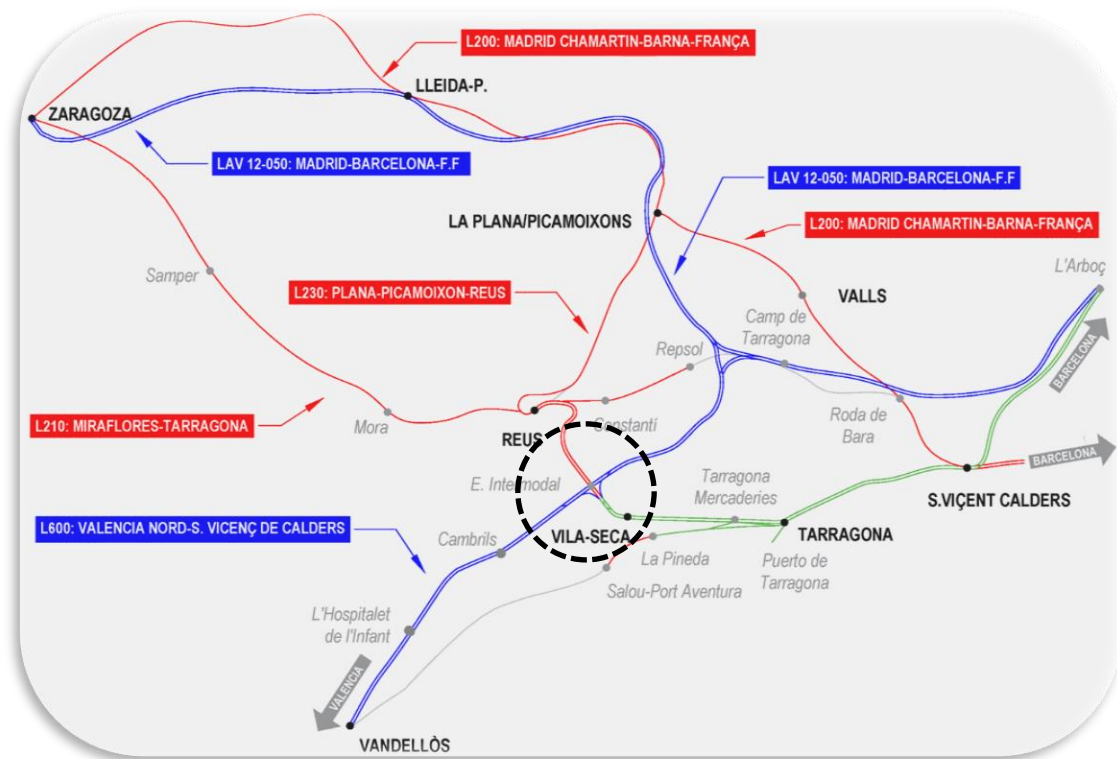 L200: MADRID CHAMARTIN-BARNA-FRANÇA
LLEIDA-P.
ZARAGOZA
LAV 12-050: MADRID-BARCELONA-F.F
LAV 12-050: MADRID-BARCELONA-F.F
LA PLANA/PICAMOIXONS
L200: MADRID CHAMARTIN-BARNA-FRANÇA
Samper
L'Arboç
L230: PLANA-PICAMOIXON-REUS
VALLS
Camp de
Tarragona
Repsol
BARCELONA
L210: MIRAFLORES-TARRAGONA
Mora
REUS
Constantí
Roda de
Bara
BARCELONA
E. Intermodal
Tarragona
Mercaderies
S.VIÇENT CALDERS
L600: VALENCIA NORD-S. VICENÇ DE CALDERS
Cambrils
VILA-SECA
TARRAGONA
La Pineda
Puerto de
Tarragona
Salou-Port Aventura
L'Hospitalet
de l'Infant
VALENCIA
VANDELLÒS